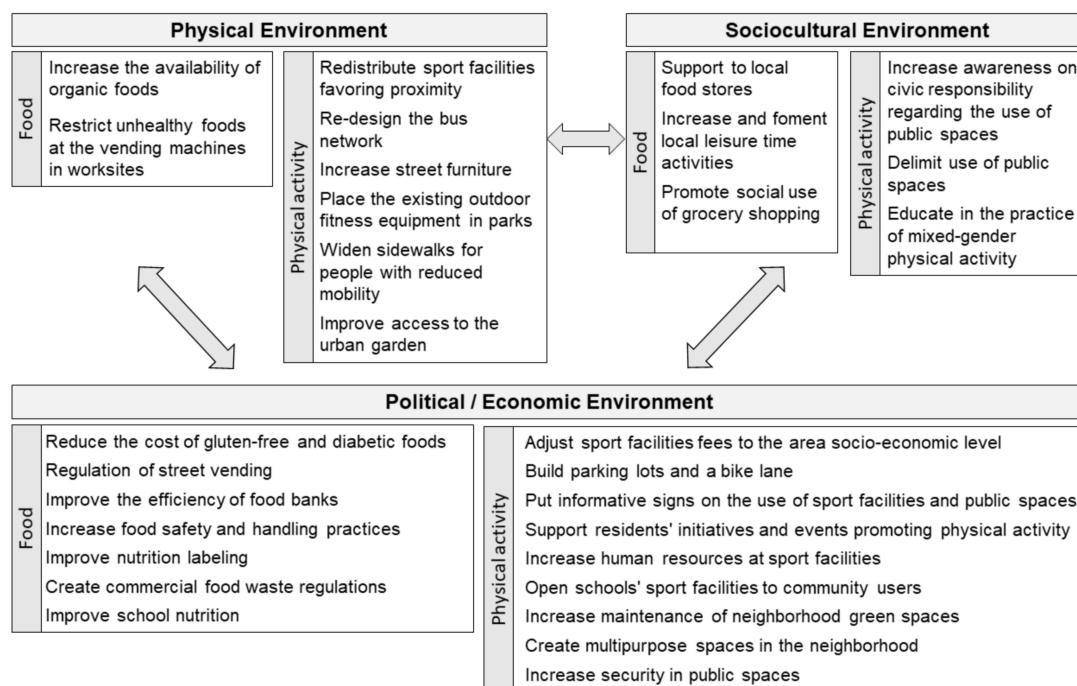 Physical Environment
Food
Increase the availability of
organic foods
Restrict unhealthy foods
at the vending machines
in worksites
Physical activity
Redistribute sport facilities
favoring proximity
Re-design the bus
network
Increase street furniture
Place the existing outdoor
fitness equipment in parks
Widen sidewalks for
people with reduced
mobility
Improve access to the
urban garden
Sociocultural Environment
Food
Support to local
food stores
Increase and foment
local leisure time
activities
Promote social use
of grocery shopping
Physical activity
Increase awareness on
civic responsibility
regarding the use of
public spaces
Delimit use of public
spaces
Educate in the practice
of mixed-gender
physical activity
Political / Economic Environment
Food
Reduce the cost of gluten-free and diabetic foods
Regulation of street vending
Improve the efficiency of food banks
Increase food safety and handling practices
Improve nutrition labeling
Create commercial food waste regulations
Improve school nutrition
Physical activity
Adjust sport facilities fees to the area socio-economic level
Build parking lots and a bike lane
Put informative signs on the use of sport facilities and public spaces
Support residents' initiatives and events promoting physical activity
Increase human resources at sport facilities
Open schools' sport facilities to community users
Increase maintenance of neighborhood green spaces
Create multipurpose spaces in the neighborhood
Increase security in public spaces